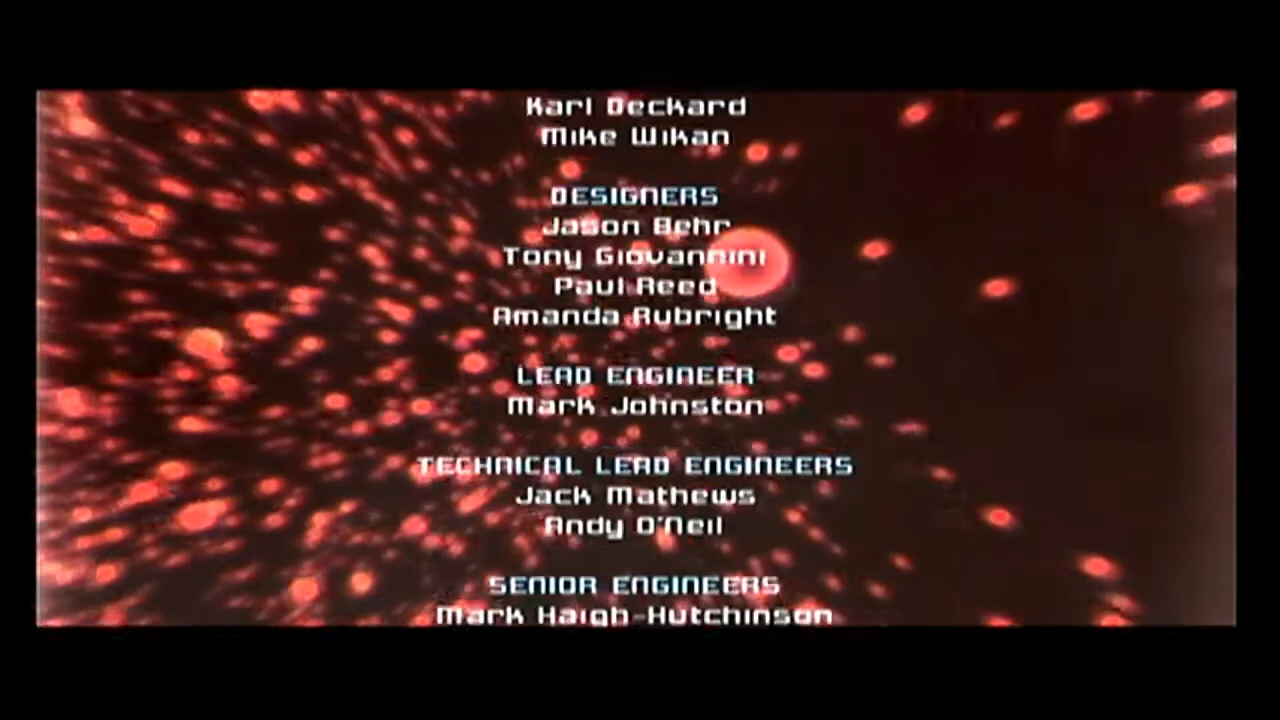 Karl Deckard
Mike Wikan
DESIGNERS
Jason Behr
Tony Giovannini
Paul Reed
Amanda Rubright
LEAD ENGINEER
Mark Johnston
TECHNICAL LEAD ENGINEERS
Jack Mathews
Andy O'Neil
SENIOR ENGINEERS
Mark Haigh-Hutchinson